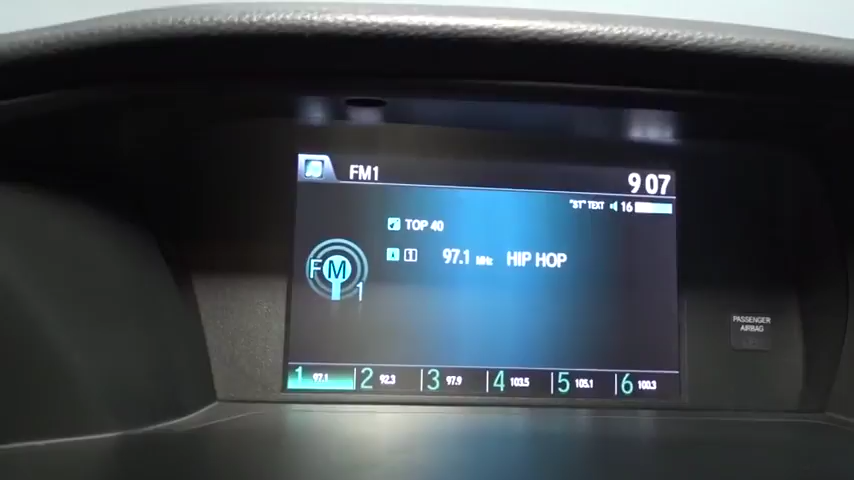 FM1
9 07
"ST" TEXT 16
TOP 40
1 97.1 MHz HIP HOP
FM 1
1 97.1 2 92.3 3 97.9 4 103.5 5 105.1 6 100.3
PASSENGER
AIRBAG